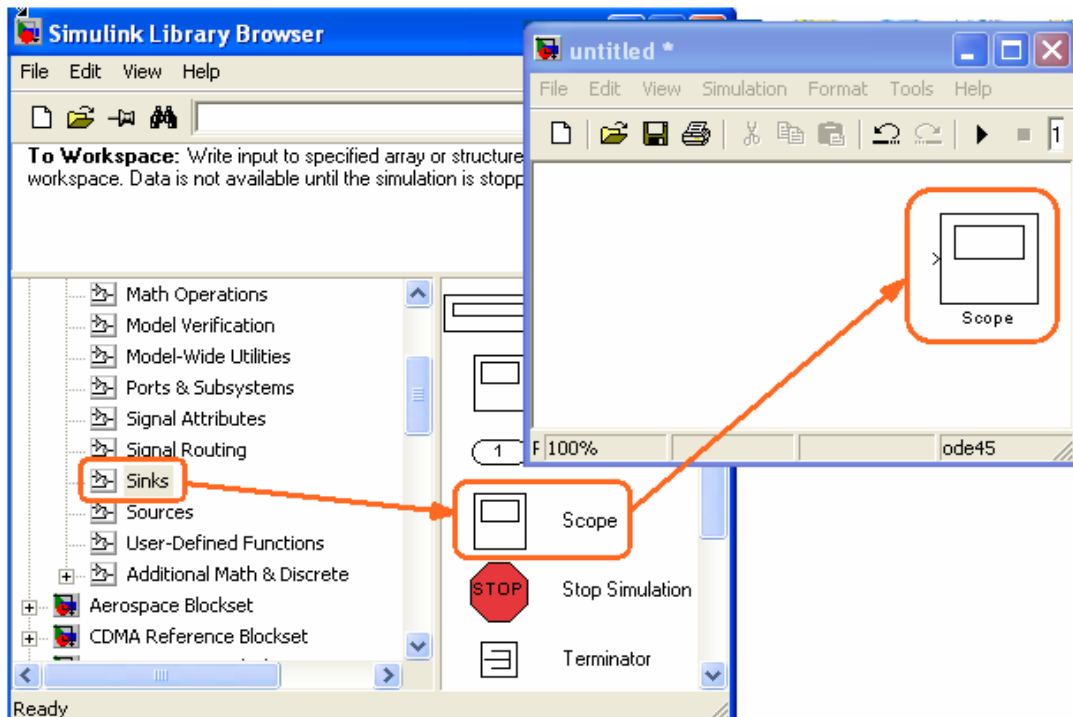 Simulink Library Browser
File Edit View Help
To Workspace: Write input to specified array or structure
workspace. Data is not available until the simulation is
Math Operations
Model Verification
Model-Wide Utilities
Ports & Subsystems
Signal Attributes
Signal Routing
Sinks
Sources
User-Defined Functions
Additional Math & Discrete
Aerospace Blockset
CDMA Reference Blockset
1
Scope
STOP
Stop Simulation
Terminator
Ready
untitled *
File Edit View Simulation Format Tools Help
1
Scope
100%
ode45